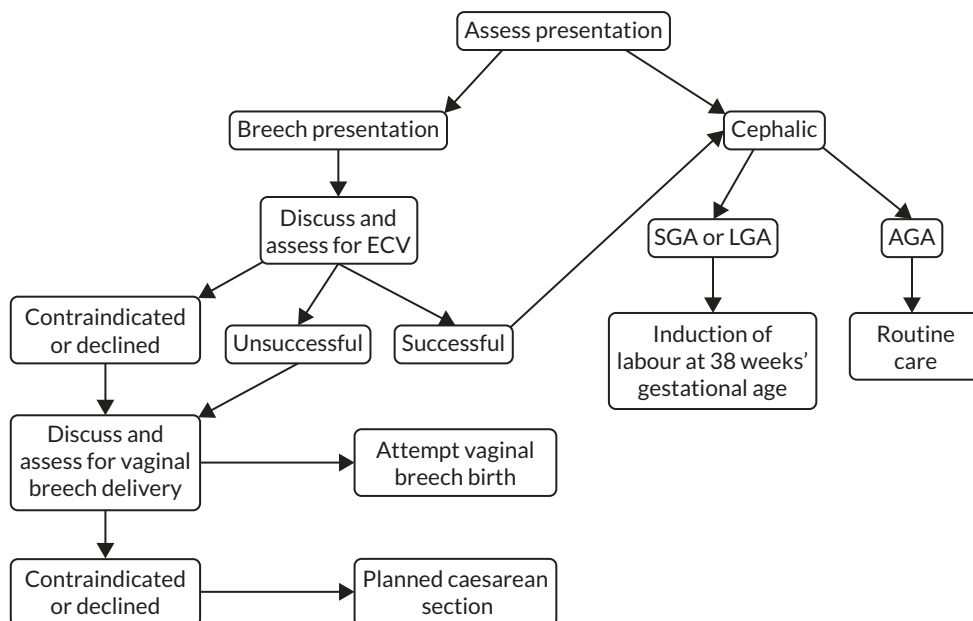 Assess presentation
Breech presentation
Cephalic
Discuss and
assess for ECV
SGA or LGA
AGA
Contraindicated
or declined
Unsuccessful
Successful
Induction of
labour at 38 weeks’
gestational age
Routine
care
Discuss and
assess for vaginal
breech delivery
Attempt vaginal
breech birth
Contraindicated
or declined
Planned caesarean
section